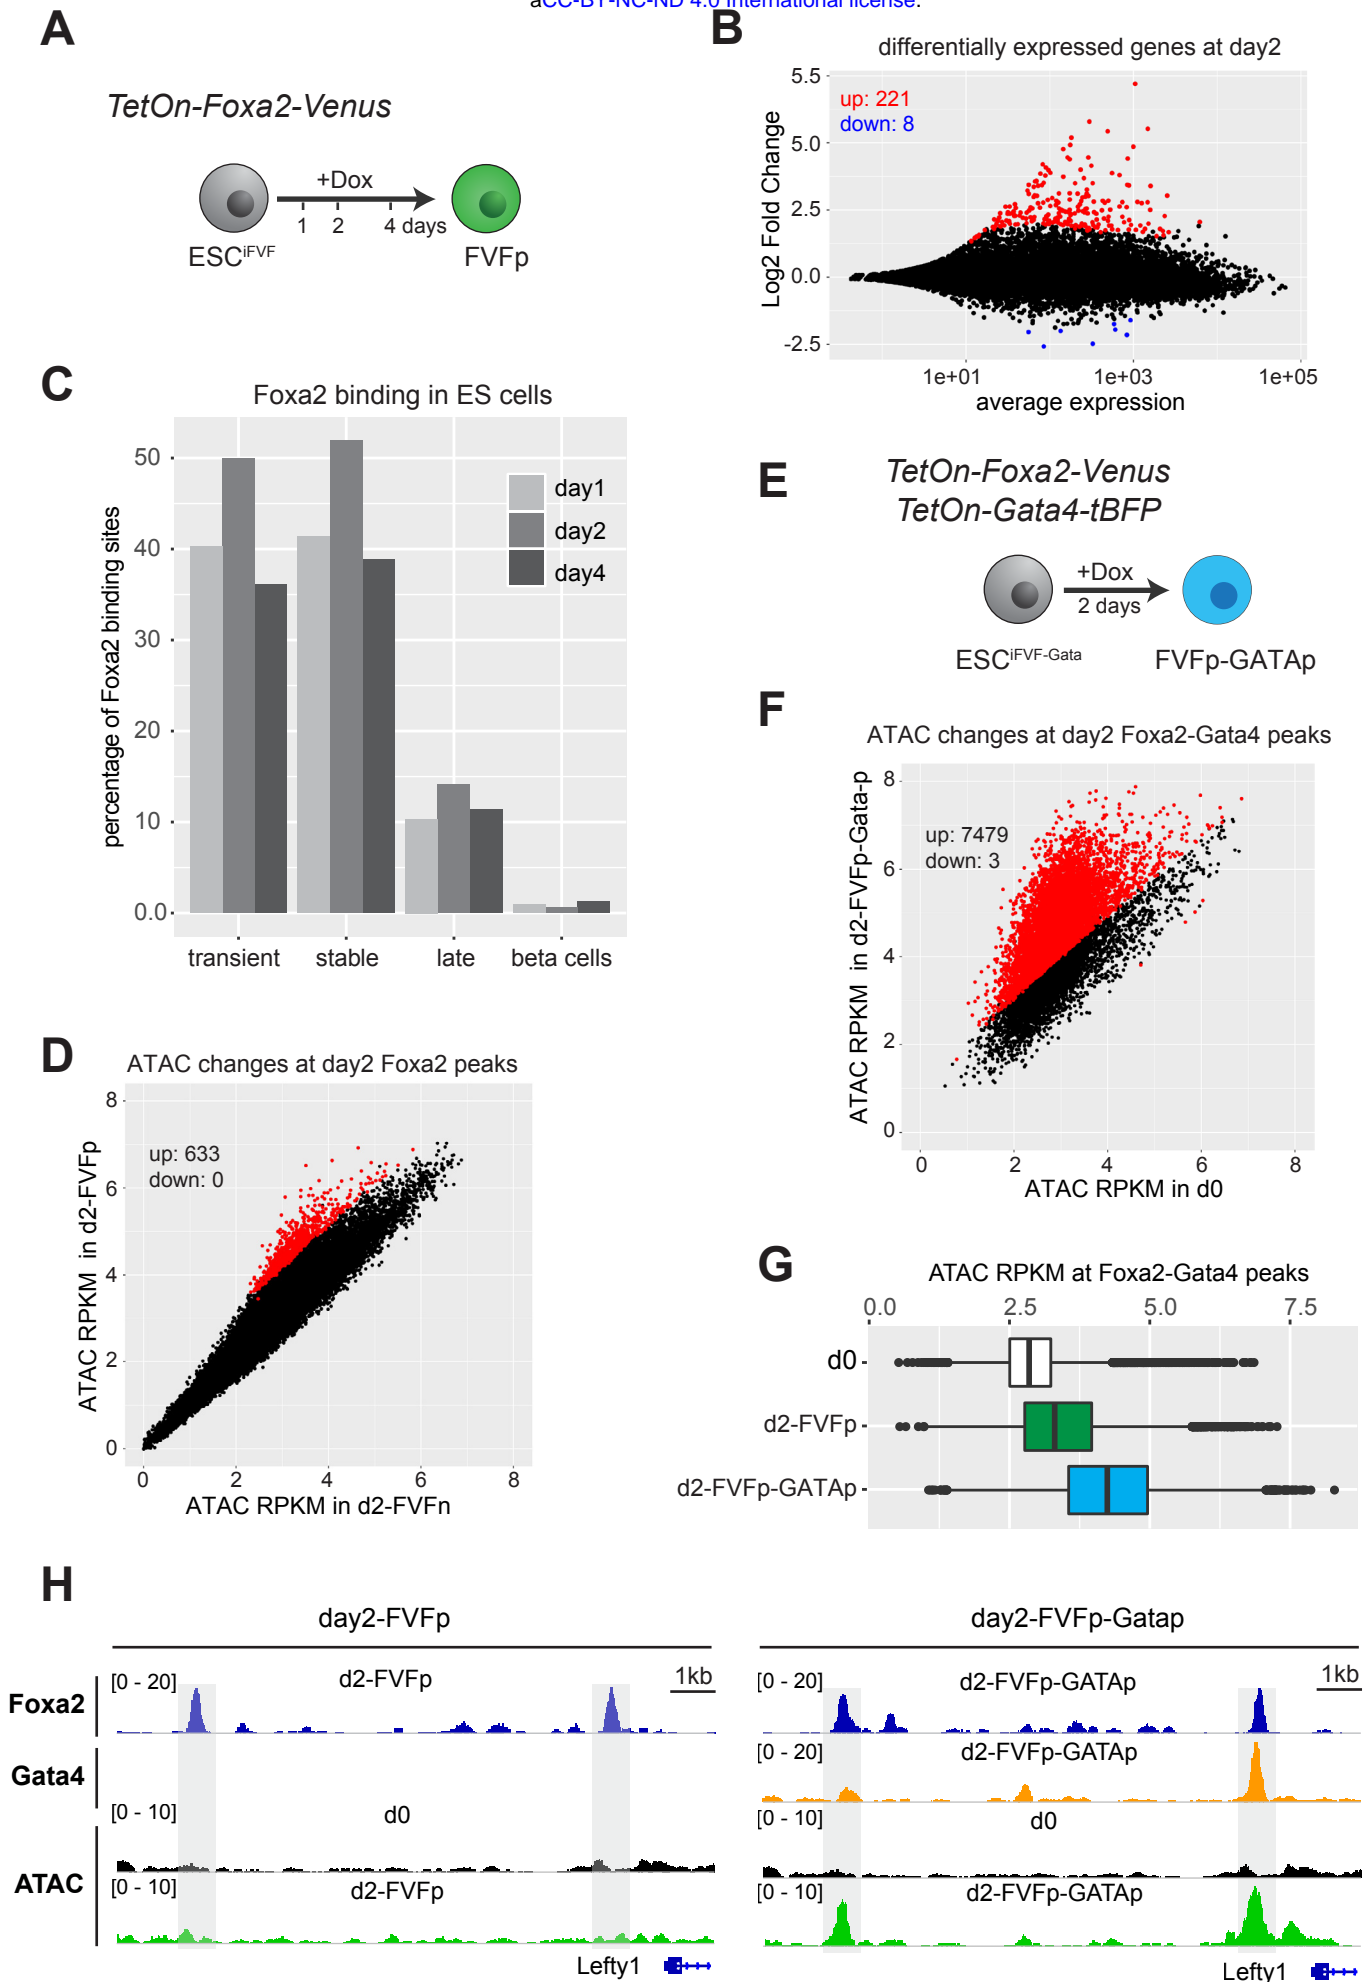 aCC-BY-NC-ND 4.0 International license.
A
TetOn-Foxa2-Venus
+Dox
1 2 4 days
ESCiFVF
FVFp
B
differentially expressed genes at day2
up: 221
down: 8
Log2 Fold Change
5.5
5.0
2.5
0.0
-2.5
1e+01 1e+03 1e+05
average expression
C
Foxa2 binding in ES cells
percentage of Foxa2 binding sites
50
40
30
20
10
0.0
day1
day2
day4
transient stable late beta cells
D
ATAC changes at day2 Foxa2 peaks
up: 633
down: 0
ATAC RPKM in d2-FVFp
8
6
4
2
0
0 2 4 6 8
ATAC RPKM in d2-FVFn
E
TetOn-Foxa2-Venus
TetOn-Gata4-tBFP
+Dox
2 days
ESCiFVF-Gata
FVFp-GATAp
F
ATAC changes at day2 Foxa2-Gata4 peaks
up: 7479
down: 3
ATAC RPKM in d2-FVFp-Gata-p
8
6
4
2
0
0 2 4 6 8
ATAC RPKM in d0
G
ATAC RPKM at Foxa2-Gata4 peaks
0.0 2.5 5.0 7.5
d0
d2-FVFp
d2-FVFp-GATAp
H
day2-FVFp
Foxa2
Gata4
ATAC
[0 - 20]
d2-FVFp
1kb
[0 - 10]
d0
[0 - 10]
d2-FVFp
Lefty1
day2-FVFp-Gatap
[0 - 20]
d2-FVFp-GATAp
1kb
[0 - 20]
d2-FVFp-GATAp
[0 - 10]
d0
[0 - 10]
d2-FVFp-GATAp
Lefty1